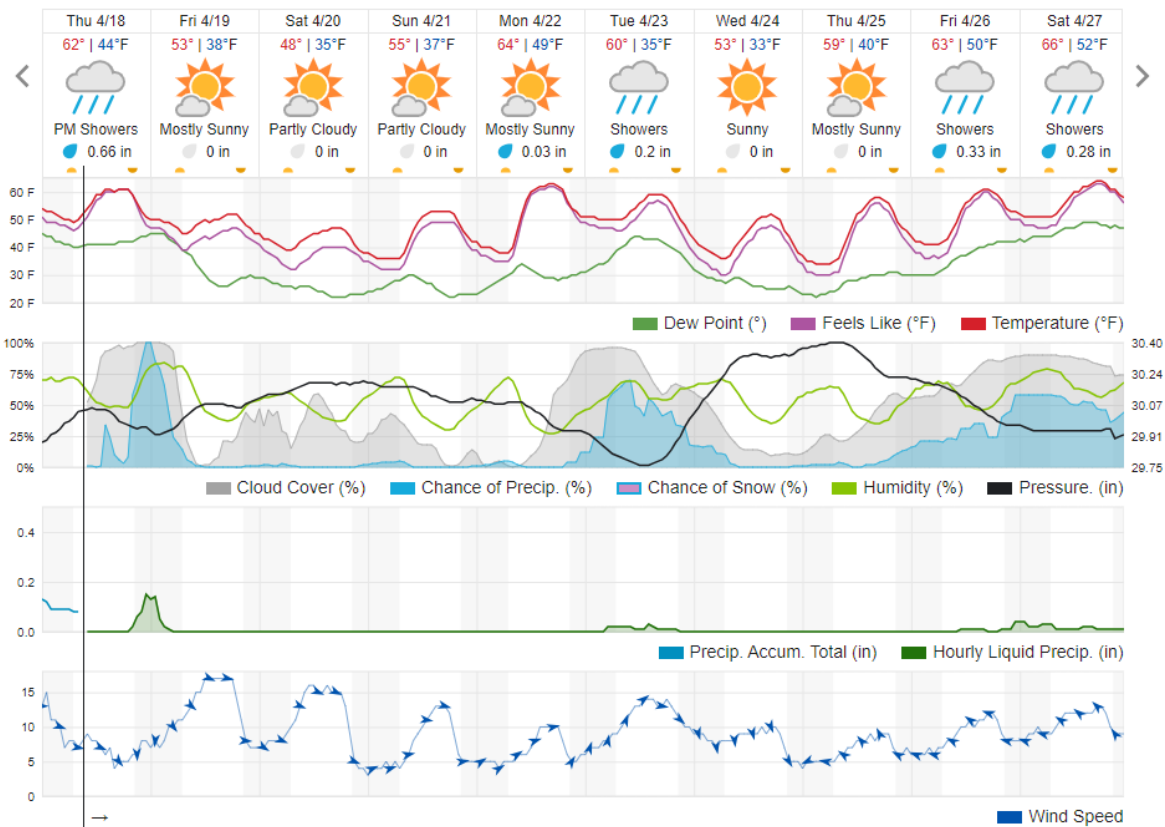 Thu 4/18 Fri 4/19 Sat 4/20 Sun 4/21 Mon 4/22 Tue 4/23 Wed 4/24 Thu 4/25 Fri 4/26 Sat 4/27
62° | 44°F 53° | 38°F 48° | 35°F 55° | 37°F 64° | 49°F 60° | 35°F 53° | 33°F 59° | 40°F 63° | 50°F 66° | 52°F
PM Showers Mostly Sunny Partly Cloudy Partly Cloudy Mostly Sunny Showers Sunny Mostly Sunny Showers Showers
0.66 in 0 in 0 in 0 in 0.03 in 0.2 in 0 in 0 in 0.33 in 0.28 in
60 F
50 F
40 F
30 F
20 F
Dew Point (°) Feels Like (°F) Temperature (°F)
100% 30.40
75% 30.24
50% 30.07
25% 29.91
0% 29.75
Cloud Cover (%) Chance of Precip. (%) Chance of Snow (%) Humidity (%) Pressure. (in)
0.4
0.2
0.0
Precip. Accum. Total (in) Hourly Liquid Precip. (in)
15
10
5
0
→ Wind Speed